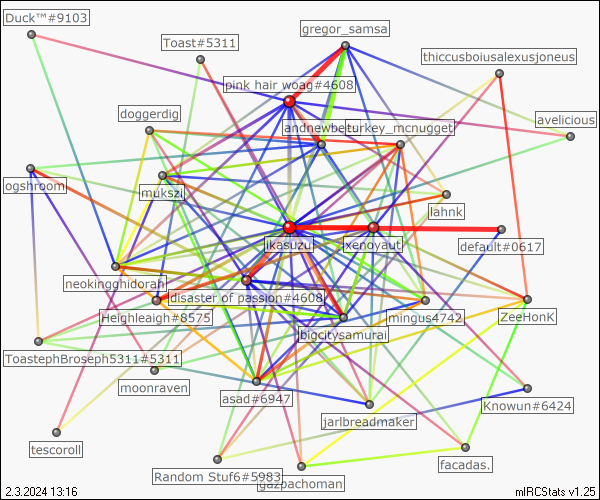 Duck™#9103
gregor_samsa
Toast#5311
thiccusboiusalexusjoneus
pink hair woag#4608
doggerdig
avelicious
turkey_mcnugget
ogshroom
mukszi
lahnk
ikasuzu
xenoyaut
default#0617
neokingghidorah
disaster of passion#4608
Heighleaigh#8575
mingus4742
ZeeHonK
bigcitysamurai
ToastephBroseph5311#5311
moonraven
asad#6947
Knowun#6424
jarlbreadmaker
tescoroll
facadas.
Random Stuf6#5983
gazpachoman
2.3.2024 13:16
mIRCStats v1.25